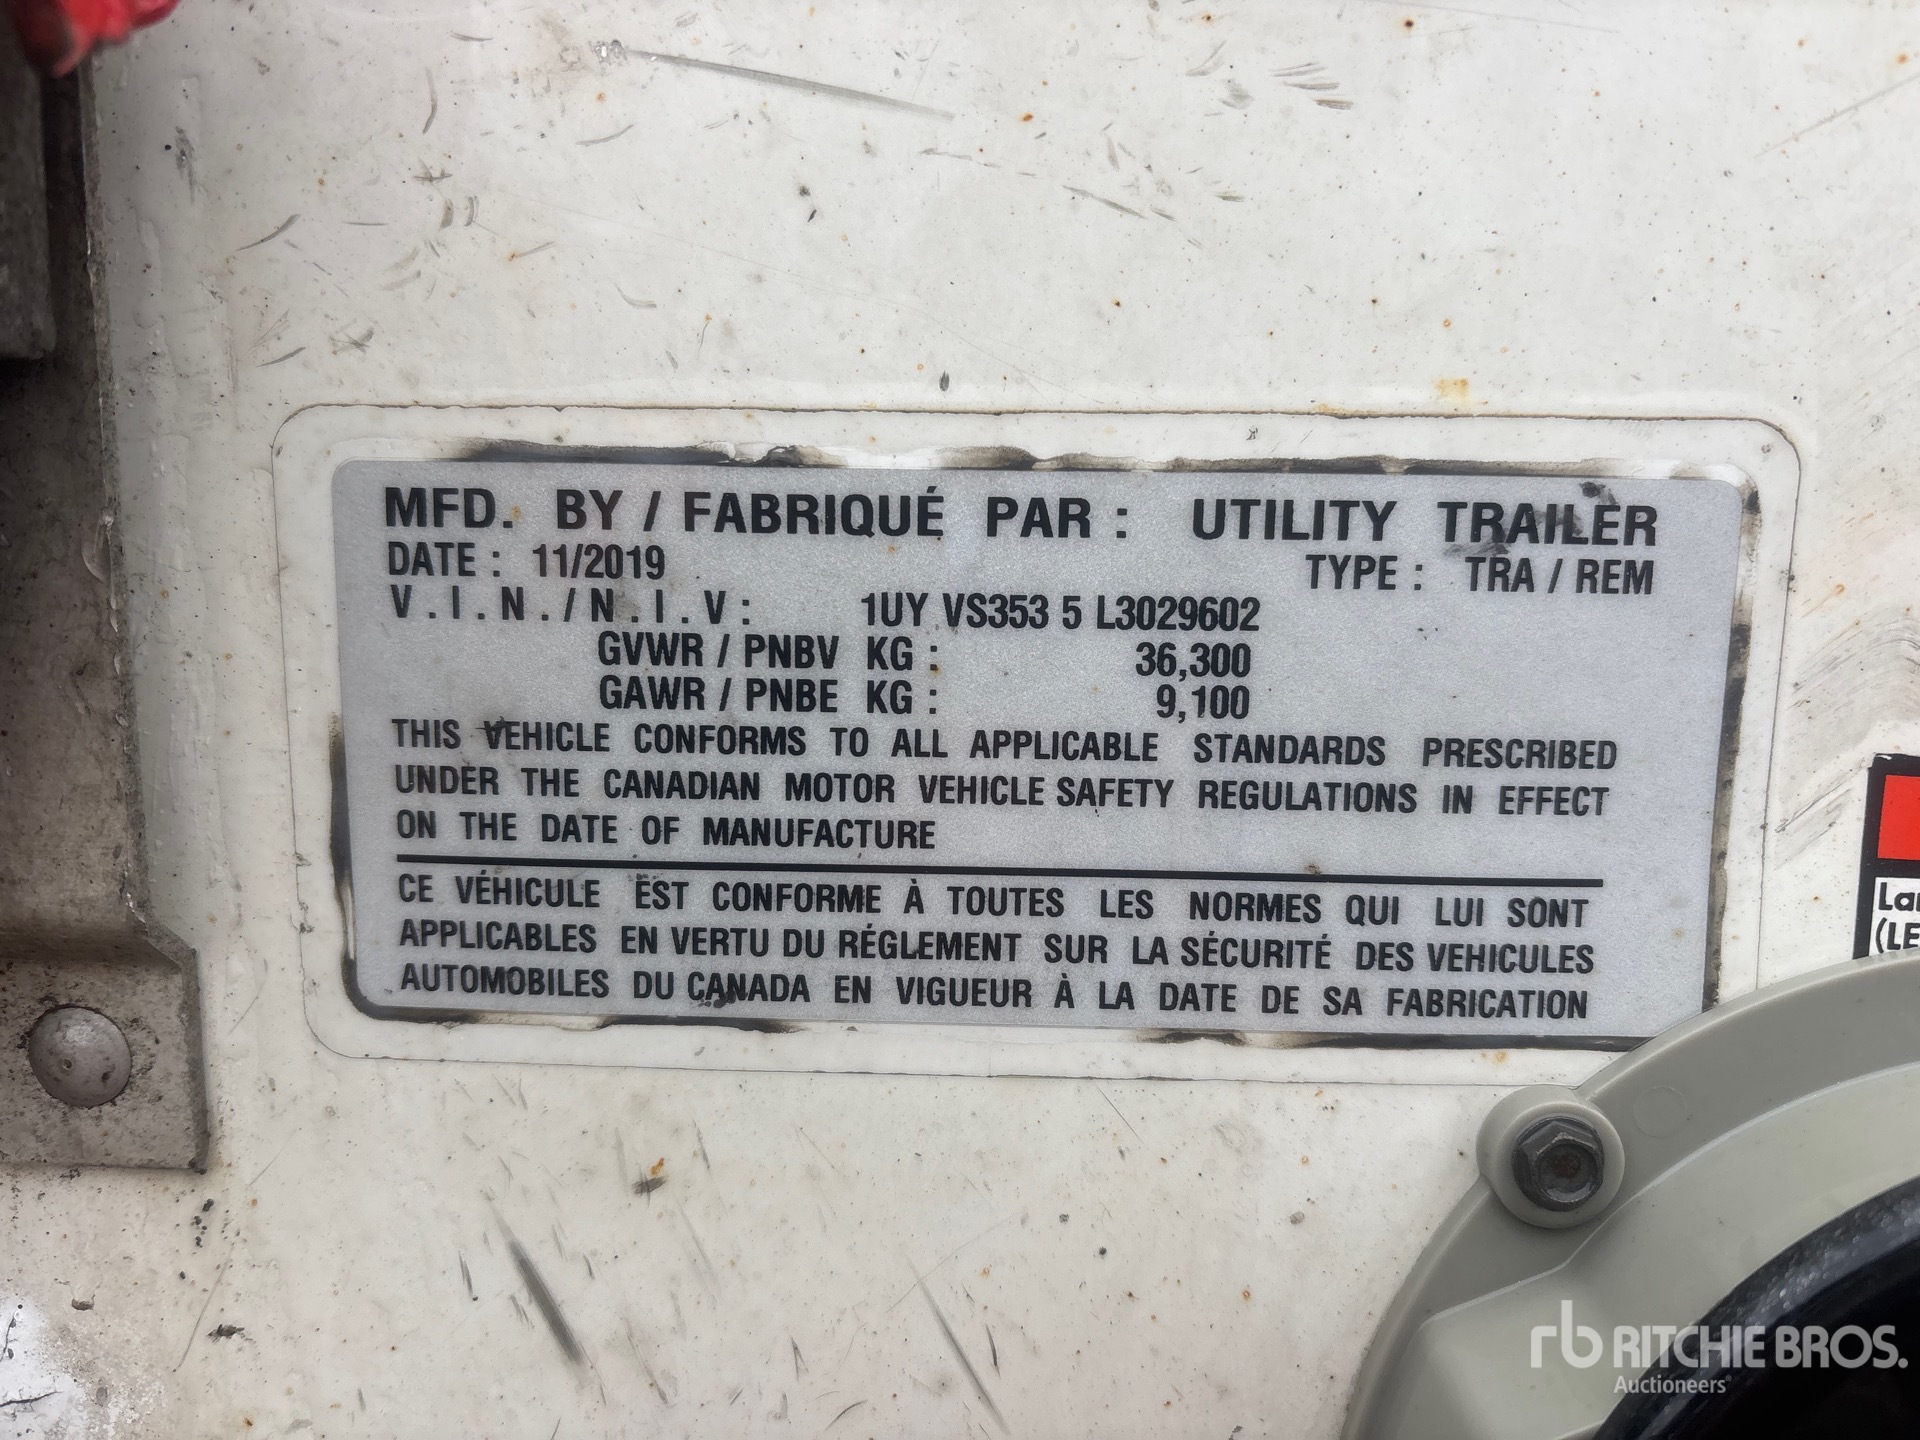 MFD. BY / FABRIQUÉ PAR : UTILITY TRAILER
DATE : 11/2019 TYPE : TRA / REM
V.I.N./N.I.V: 1UY VS353 5 L3029602
GVWR / PNBV KG : 36,300
GAWR / PNBE KG : 9,100
THIS VEHICLE CONFORMS TO ALL APPLICABLE STANDARDS PRESCRIBED
UNDER THE CANADIAN MOTOR VEHICLE SAFETY REGULATIONS IN EFFECT
ON THE DATE OF MANUFACTURE
CE VÉHICULE EST CONFORME À TOUTES LES NORMES QUI LUI SONT
APPLICABLES EN VERTU DU RÉGLEMENT SUR LA SÉCURITÉ DES VEHICULES
AUTOMOBILES DU CANADA EN VIGUEUR À LA DATE DE SA FABRICATION
rb RITCHIE BROS.
Auctioneers